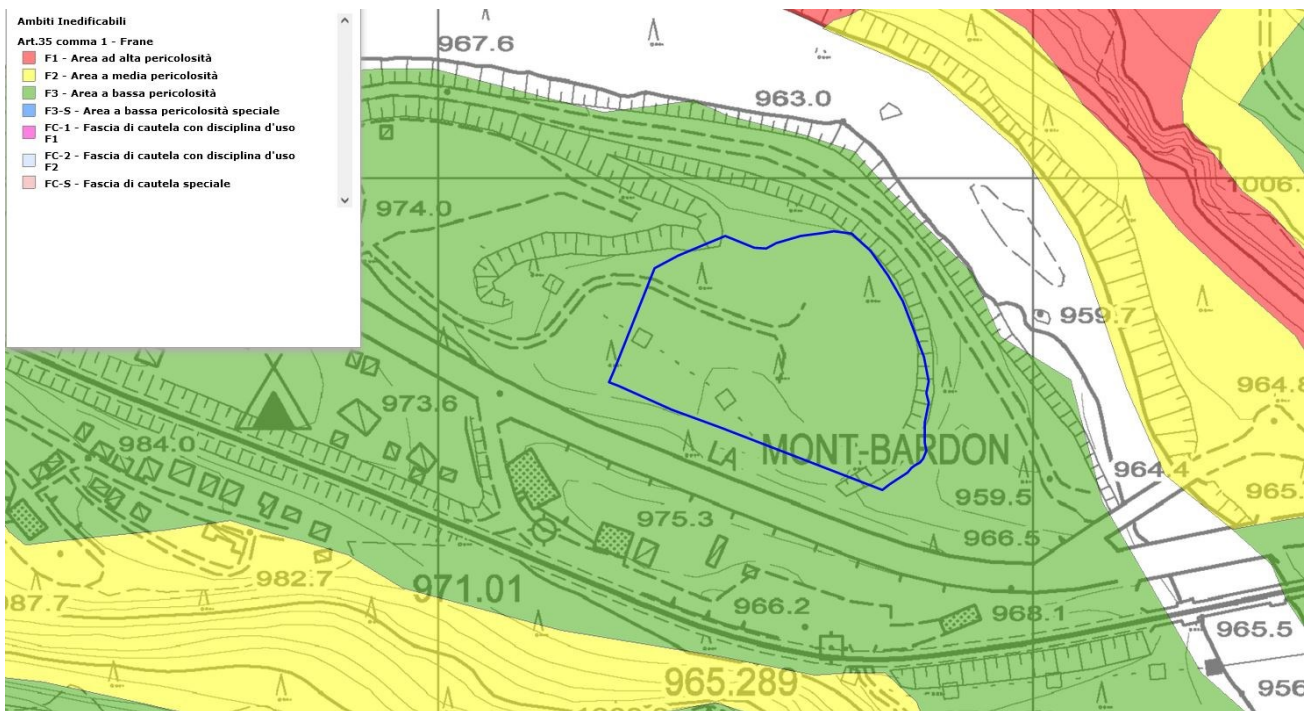 Ambiti Inedificabili
Art.35 comma 1 - Frane
F1 - Area ad alta pericolosità
F2 - Area a media pericolosità
F3 - Area a bassa pericolosità
F3-S - Area a bassa pericolosità speciale
FC-1 - Fascia di cautela con disciplina d'uso
F1
FC-2 - Fascia di cautela con disciplina d'uso
F2
FC-S - Fascia di cautela speciale
967.6
963.0
1006.
974.0
959.7
964.8
973.6
984.0
LA MONT-BARDON
964.4
959.5
965.
975.3
966.5
982.7
971.01
987.7
966.2
968.1
965.5
965.289
956